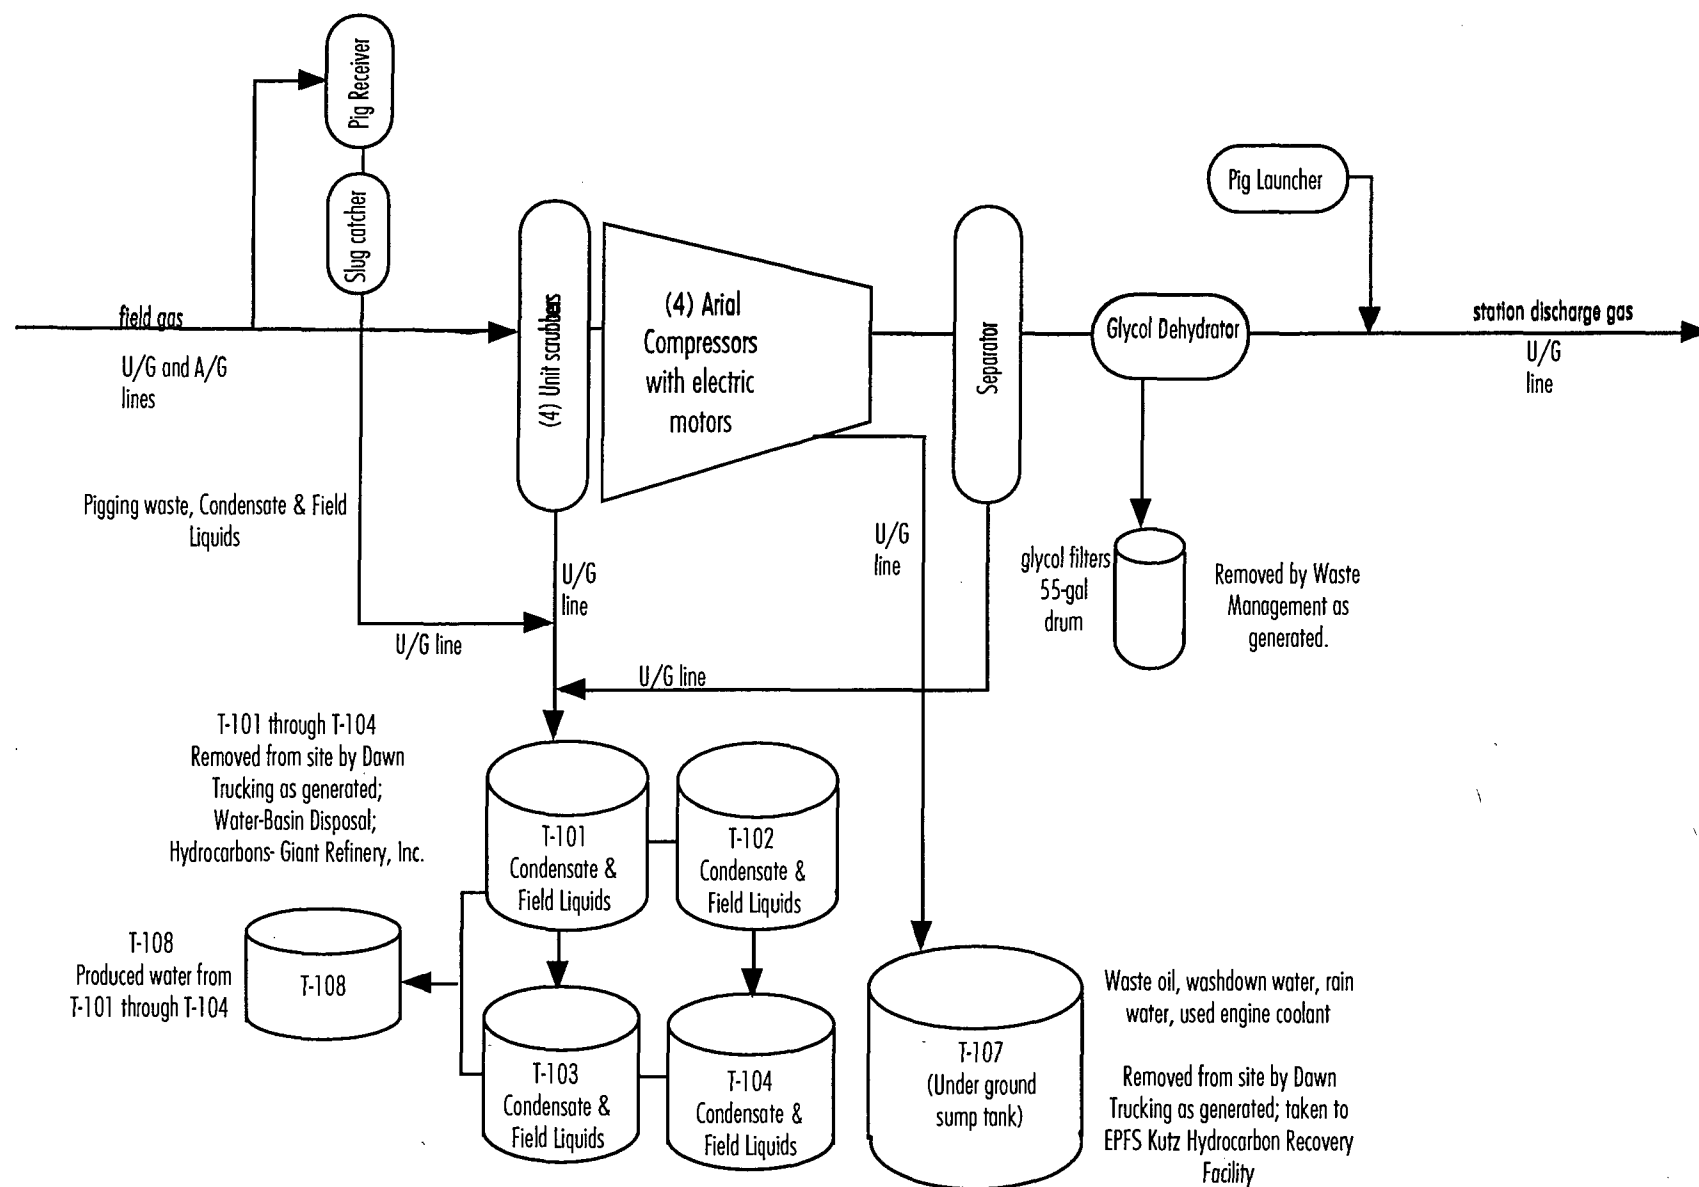 Pig Receiver
Slug catcher
field gas
U/G and A/G
lines
Pigging waste, Condensate & Field
Liquids
U/G line
(4) Unit scrubbers
U/G
line
(4) Arial
Compressors
with electric
motors
U/G
line
Separator
U/G line
Glycol Dehydrator
Pig Launcher
station discharge gas
U/G
line
glycol filters
55-gal
drum
Removed by Waste
Management as
generated.
T-101 through T-104
Removed from site by Dawn
Trucking as generated;
Water-Basin Disposal;
Hydrocarbons- Giant Refinery, Inc.
T-101
Condensate &
Field Liquids
T-102
Condensate &
Field Liquids
T-108
Produced water from
T-101 through T-104
T-108
T-103
Condensate &
Field Liquids
T-104
Condensate &
Field Liquids
T-107
(Under ground
sump tank)
Waste oil, washdown water, rain
water, used engine coolant
Removed from site by Dawn
Trucking as generated; taken to
EPFS Kutz Hydrocarbon Recovery
Facility